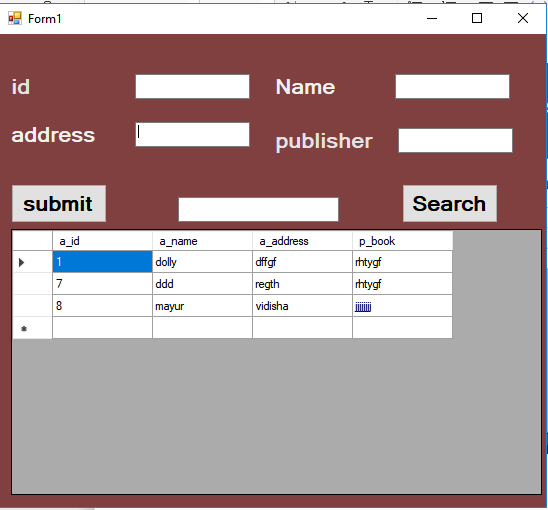 Form1
id Name
address publisher
submit Search
a_id a_name a_address p_book
1 dolly dffgf rhtygf
7 ddd regth rhtygf
8 mayur vidisha